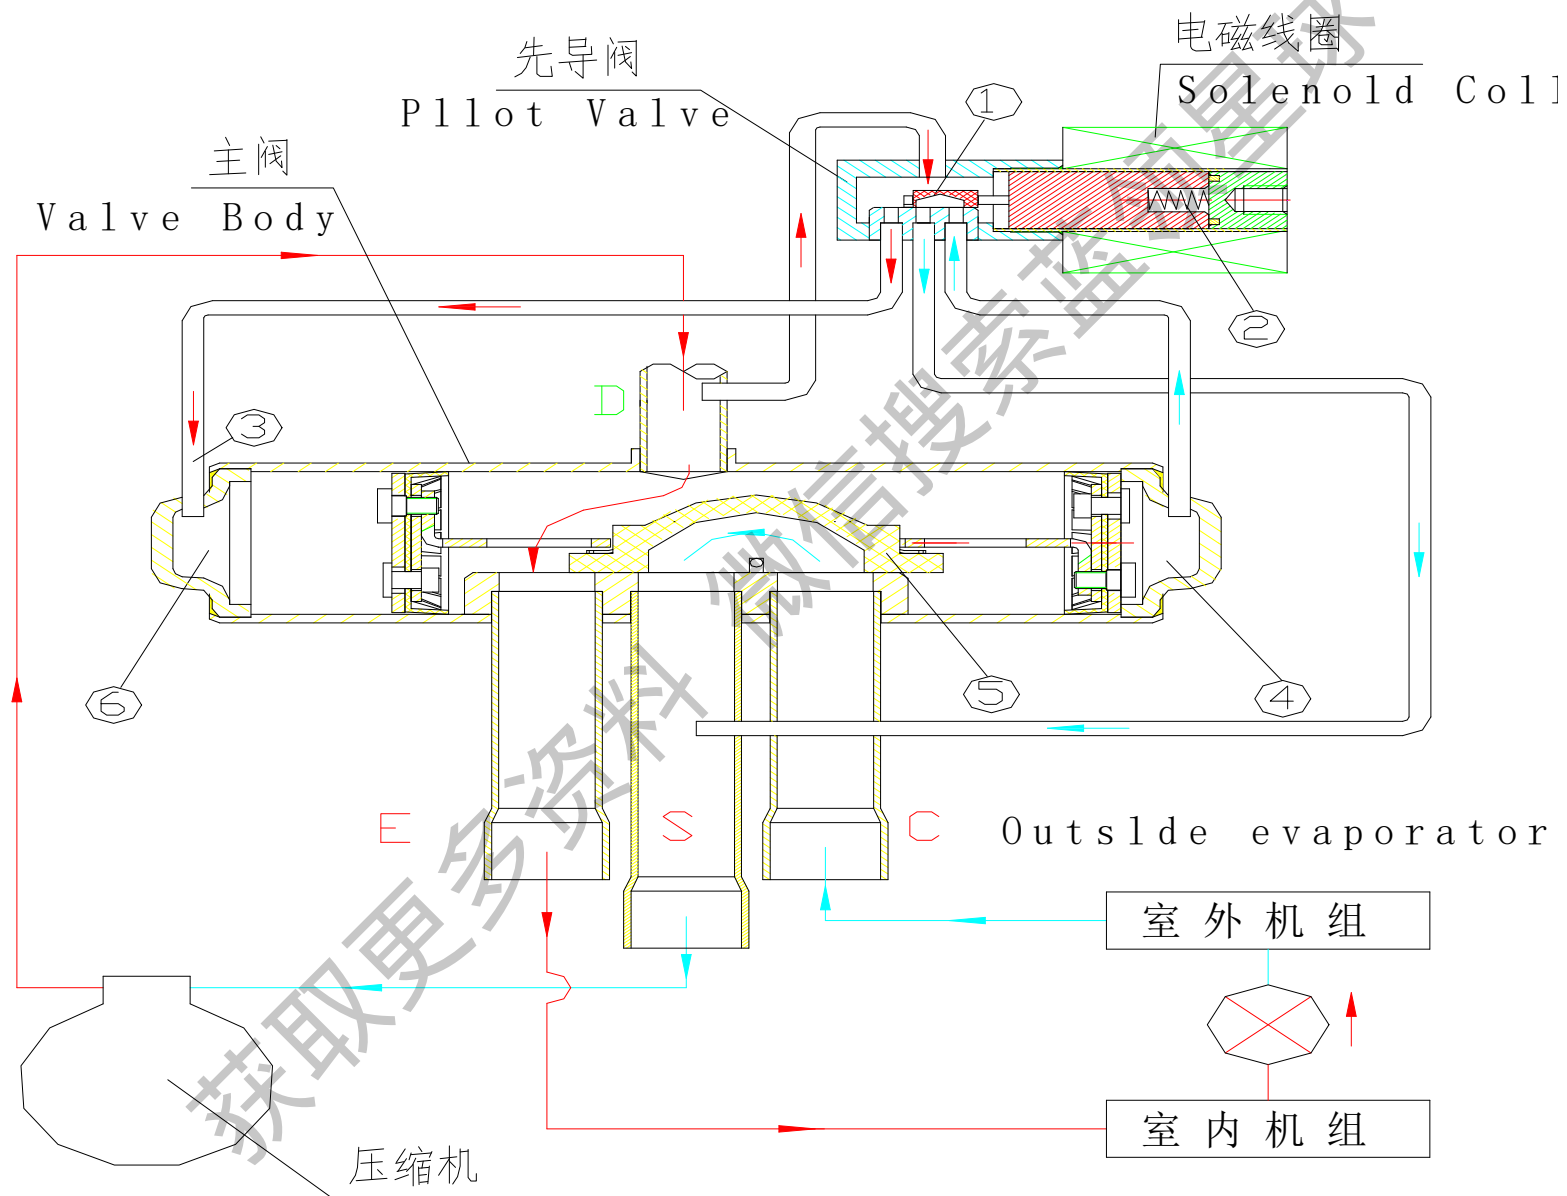 电磁线圈
Solenold Coll
先导阀
Pllot Valve
1
主阀
Valve Body
2
D
3
6
5
4
E
S
C
Outslde evaporator
室外机组
室内机组
压缩机
获取更多资料 微信搜索蓝领星球